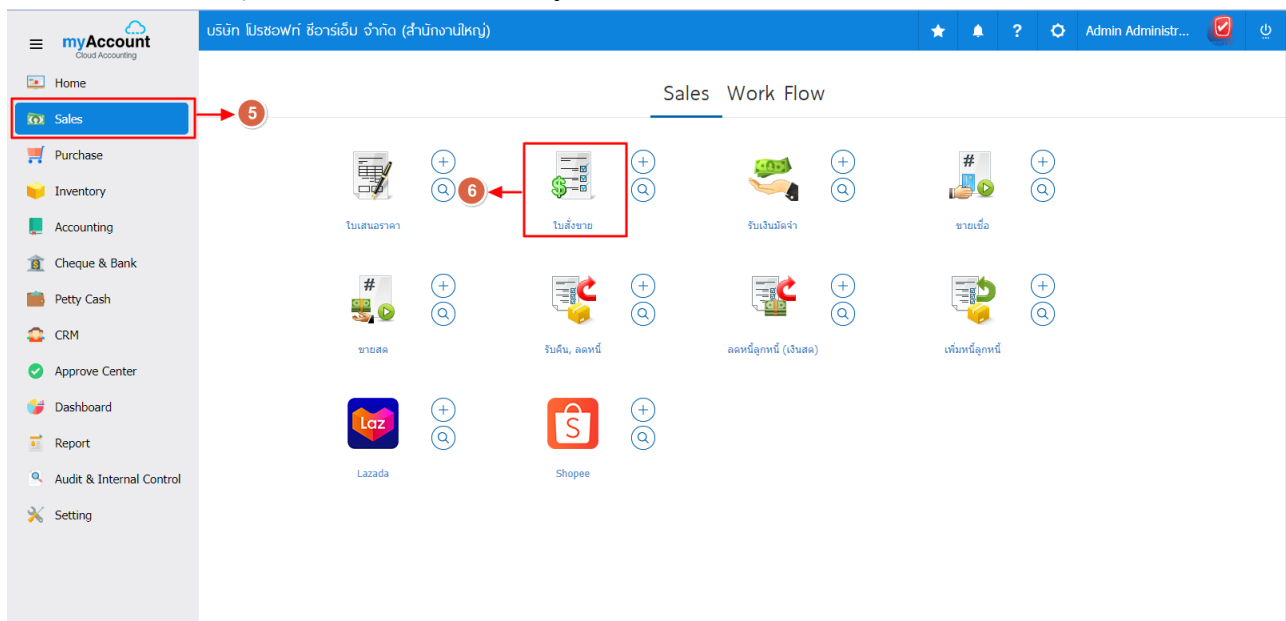 myAccount
Cloud Accounting
บริษัท โปรซอฟท์ ซีอาร์เอ็ม จำกัด (สำนักงานใหญ่)
?
Admin Administr...
Home
Sales
Purchase
Inventory
Accounting
Cheque & Bank
Petty Cash
CRM
Approve Center
Dashboard
Report
Audit & Internal Control
Setting
5
Sales Work Flow
6
#
ใบเสนอราคา
ใบสั่งขาย
รับเงินมัดจำ
ขายเชื่อ
#
ขายสด
รับคืน, ลดหนี้
ลดหนี้ลูกหนี้ (เงินสด)
เพิ่มหนี้ลูกหนี้
Laz
S
Lazada
Shopee